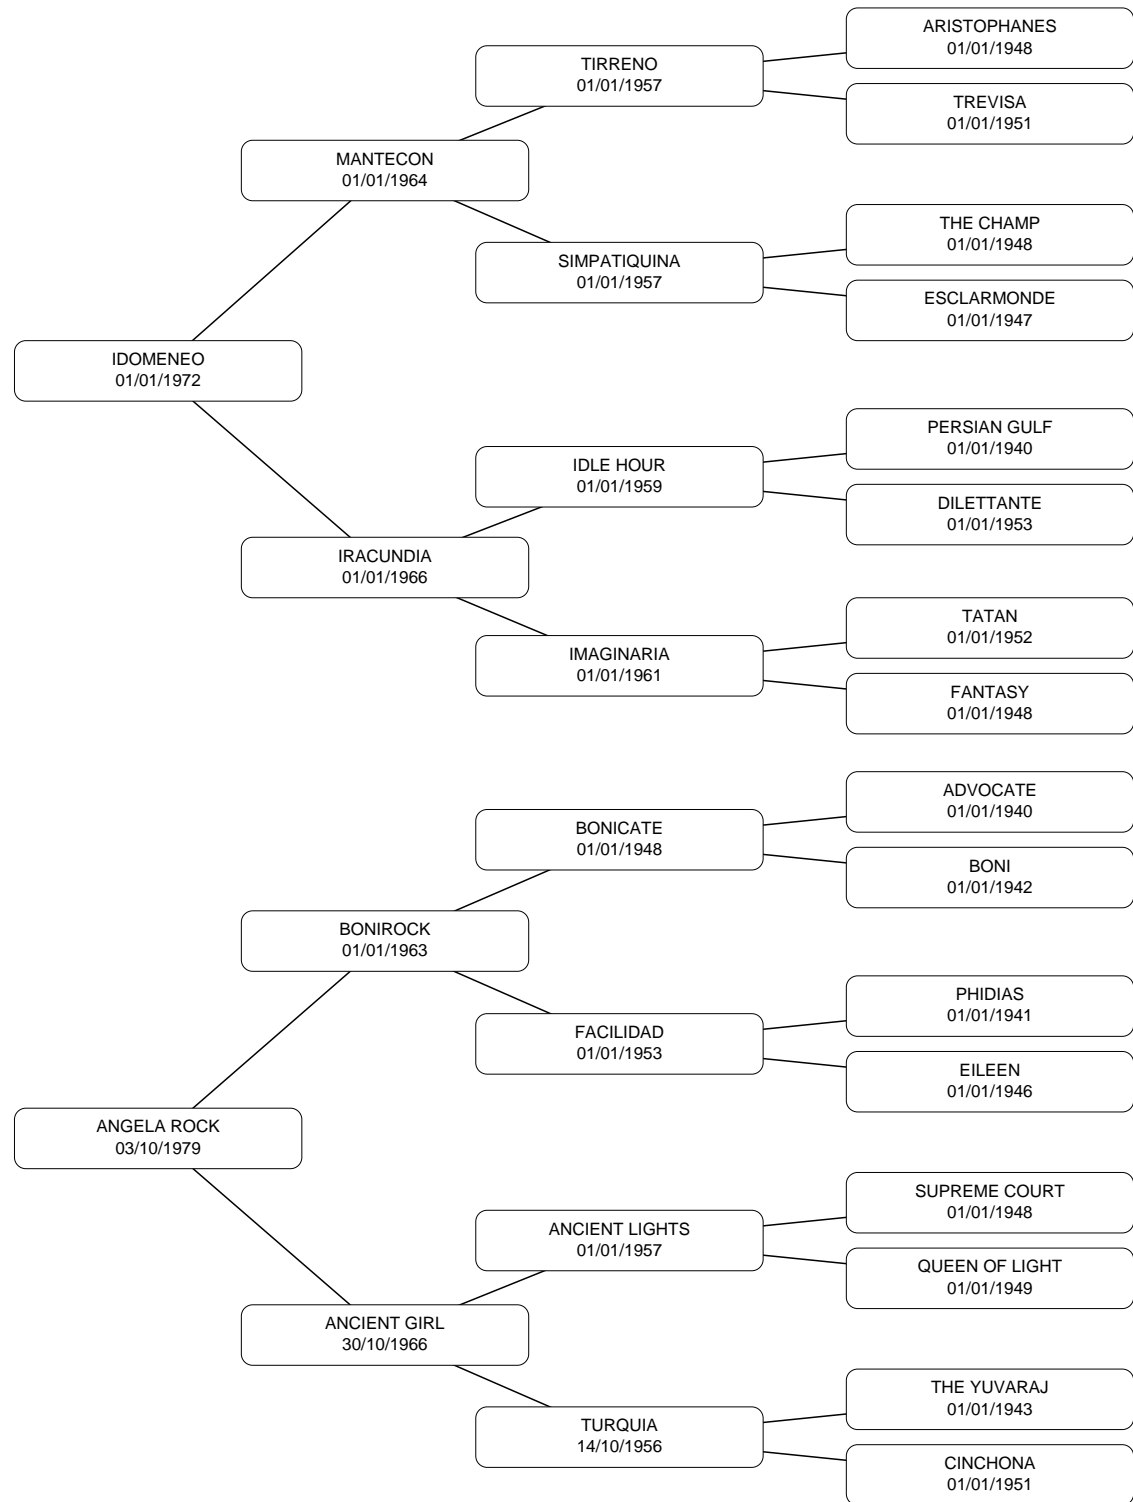 ARISTOPHANES
01/01/1948
TIRRENO
01/01/1957
TREVISA
01/01/1951
MANTECON
01/01/1964
THE CHAMP
01/01/1948
SIMPATIQUINA
01/01/1957
ESCLARMONDE
01/01/1947
IDOMENEO
01/01/1972
PERSIAN GULF
01/01/1940
IDLE HOUR
01/01/1959
DILETTANTE
01/01/1953
IRACUNDIA
01/01/1966
TATAN
01/01/1952
IMAGINARIA
01/01/1961
FANTASY
01/01/1948
ADVOCATE
01/01/1940
BONICATE
01/01/1948
BONI
01/01/1942
BONIROCK
01/01/1963
PHIDIAS
01/01/1941
FACILIDAD
01/01/1953
EILEEN
01/01/1946
ANGELA ROCK
03/10/1979
SUPREME COURT
01/01/1948
ANCIENT LIGHTS
01/01/1957
QUEEN OF LIGHT
01/01/1949
ANCIENT GIRL
30/10/1966
THE YUVARAJ
01/01/1943
TURQUIA
14/10/1956
CINCHONA
01/01/1951